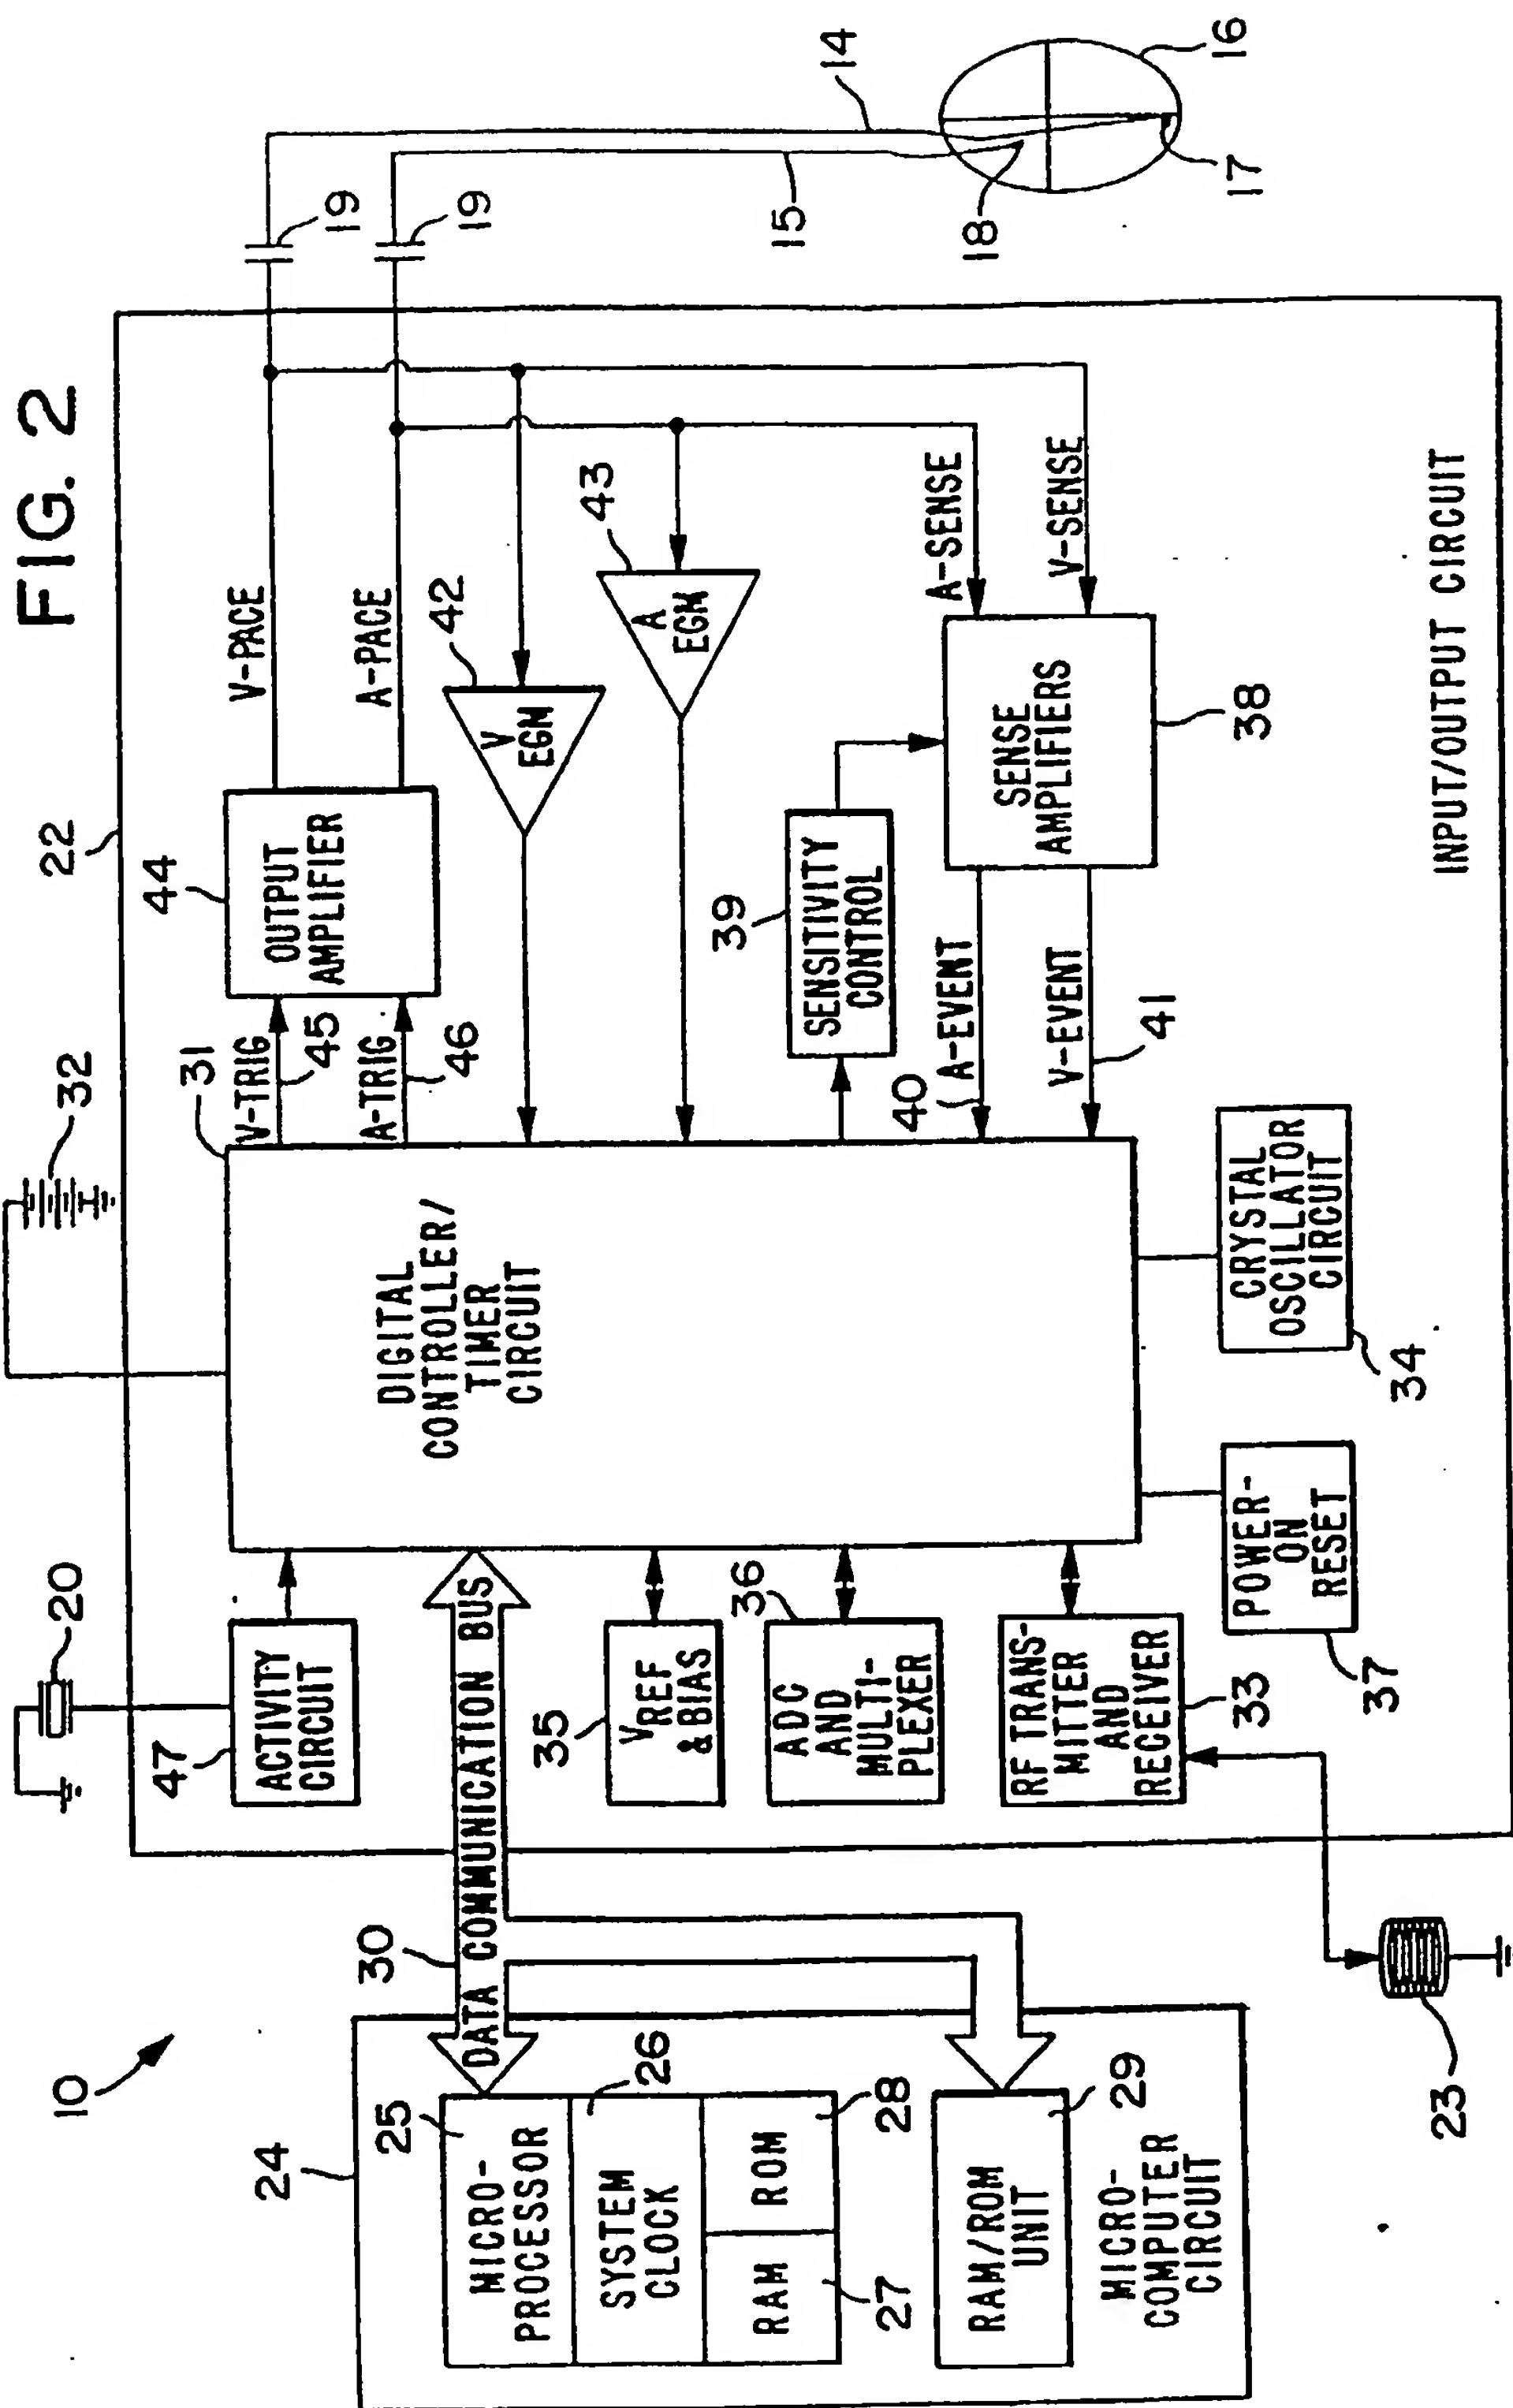 FIG. 2
10
24
25
MICRO-
PROCESSOR
26
SYSTEM
CLOCK
RAM
27
ROM
28
RAM/ROM
UNIT
29
MICRO-
COMPUTER
CIRCUIT
30
DATA COMMUNICATION BUS
23
20
47
ACTIVITY
CIRCUIT
35
VREF
& BIAS
36
ADC
AND
MULTI-
PLEXER
RF TRANS-
MITTER
AND
RECEIVER
33
POWER-
ON
RESET
37
32
31
DIGITAL
CONTROLLER/
TIMER
CIRCUIT
CRYSTAL
OSCILLATOR
CIRCUIT
34
22
V-TRIG
45
A-TRIG
46
44
OUTPUT
AMPLIFIER
V-PACE
A-PACE
42
V
EGM
43
A
EGM
39
SENSITIVITY
CONTROL
40
A-EVENT
V-EVENT
41
SENSE
AMPLIFIERS
38
A-SENSE
V-SENSE
INPUT/OUTPUT CIRCUIT
19
19
14
15
18
16
17